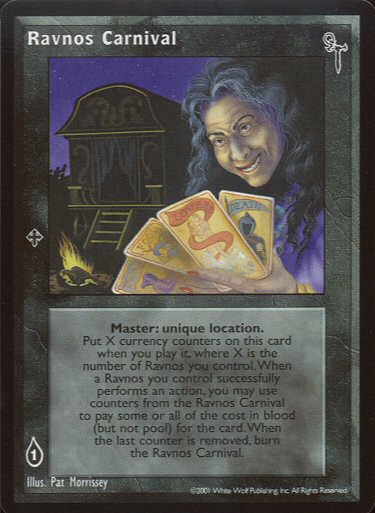 Ravnos Carnival
DEATH
Master: unique location.
Put X currency counters on this card
when you play it, where X is the
number of Ravnos you control. When
a Ravnos you control successfully
performs an action, you may use
counters from the Ravnos Carnival
to pay some or all of the cost in blood
(but not pool) for the card. When
the last counter is removed, burn
the Ravnos Carnival.
1
Illus. Pat Morrissey
©2001 White Wolf Publishing, Inc. All Rights Reserved.